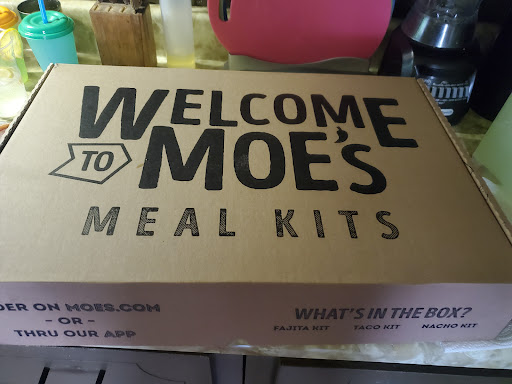 WELCOME
TO MOE'S
MEAL KITS
DER ON MOES.COM
- OR -
THRU OUR APP
WHAT'S IN THE BOX?
FAJITA KIT TACO KIT NACHO KIT